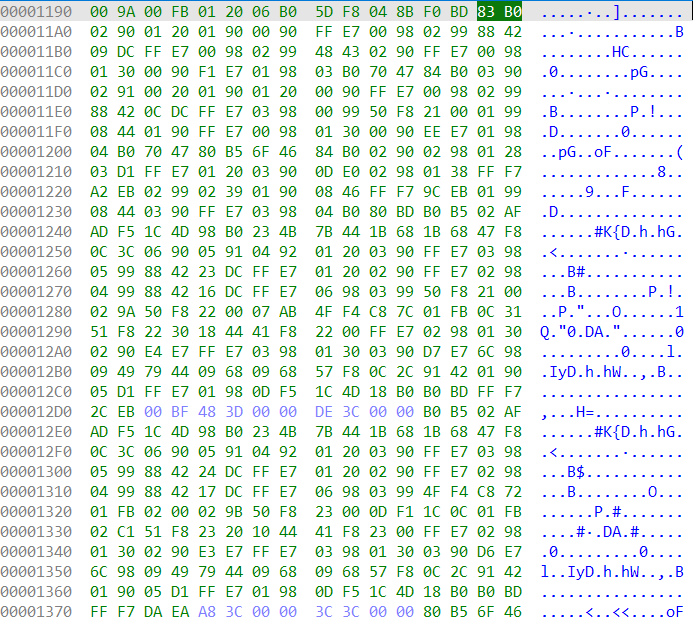 00001190 00 9A 00 FB 01 20 06 B0 5D F8 04 8B F0 BD 83 B0 ..... ..].......
000011A0 02 90 01 20 01 90 00 90 FF E7 00 98 02 99 88 42 ... ...........B
000011B0 09 DC FF E7 00 98 02 99 48 43 02 90 FF E7 00 98 ........HC......
000011C0 01 30 00 90 F1 E7 01 98 03 B0 70 47 84 B0 03 90 .0........pG....
000011D0 02 91 00 20 01 90 01 20 00 90 FF E7 00 98 02 99 ... ... ........
000011E0 88 42 0C DC FF E7 03 98 00 99 50 F8 21 00 01 99 .B........P.!...
000011F0 08 44 01 90 FF E7 00 98 01 30 00 90 EE E7 01 98 .D.......0......
00001200 04 B0 70 47 80 B5 6F 46 84 B0 02 90 02 98 01 28 ..pG..oF.......(
00001210 03 D1 FF E7 01 20 03 90 0D E0 02 98 01 38 FF F7 ..... .......8..
00001220 A2 EB 02 99 02 39 01 90 08 46 FF F7 9C EB 01 99 .....9...F......
00001230 08 44 03 90 FF E7 03 98 04 B0 80 BD B0 B5 02 AF .D..............
00001240 AD F5 1C 4D 98 B0 23 4B 7B 44 1B 68 1B 68 47 F8 ...M..#K{D.h.hG.
00001250 0C 3C 06 90 05 91 04 92 01 20 03 90 FF E7 03 98 .<....... ......
00001260 05 99 88 42 23 DC FF E7 01 20 02 90 FF E7 02 98 ...B#.... ......
00001270 04 99 88 42 16 DC FF E7 06 98 03 99 50 F8 21 00 ...B........P.!.
00001280 02 9A 50 F8 22 00 07 AB 4F F4 C8 7C 01 FB 0C 31 ..P."...O..|...1
00001290 51 F8 22 30 18 44 41 F8 22 00 FF E7 02 98 01 30 Q."0.DA."......0
000012A0 02 90 E4 E7 FF E7 03 98 01 30 03 90 D7 E7 6C 98 .........0....l.
000012B0 09 49 79 44 09 68 09 68 57 F8 0C 2C 91 42 01 90 .IyD.h.hW..,.B..
000012C0 05 D1 FF E7 01 98 0D F5 1C 4D 18 B0 B0 BD FF F7 .........M......
000012D0 2C EB 00 BF 48 3D 00 00 DE 3C 00 00 B0 B5 02 AF ,...H=...<......
000012E0 AD F5 1C 4D 98 B0 23 4B 7B 44 1B 68 1B 68 47 F8 ...M..#K{D.h.hG.
000012F0 0C 3C 06 90 05 91 04 92 01 20 03 90 FF E7 03 98 .<....... ......
00001300 05 99 88 42 24 DC FF E7 01 20 02 90 FF E7 02 98 ...B$.... ......
00001310 04 99 88 42 17 DC FF E7 06 98 03 99 4F F4 C8 72 ...B........O..r
00001320 01 FB 02 00 02 9B 50 F8 23 00 0D F1 1C 0C 01 FB ......P.#.......
00001330 02 C1 51 F8 23 20 10 44 41 F8 23 00 FF E7 02 98 ..Q.# .DA.#.....
00001340 01 30 02 90 E3 E7 FF E7 03 98 01 30 03 90 D6 E7 .0.........0....
00001350 6C 98 09 49 79 44 09 68 09 68 57 F8 0C 2C 91 42 l..IyD.h.hW..,.B
00001360 01 90 05 D1 FF E7 01 98 0D F5 1C 4D 18 B0 B0 BD ...........M....
00001370 FF F7 DA EA A8 3C 00 00 3C 3C 00 00 80 B5 6F 46 .....<..<<....oF